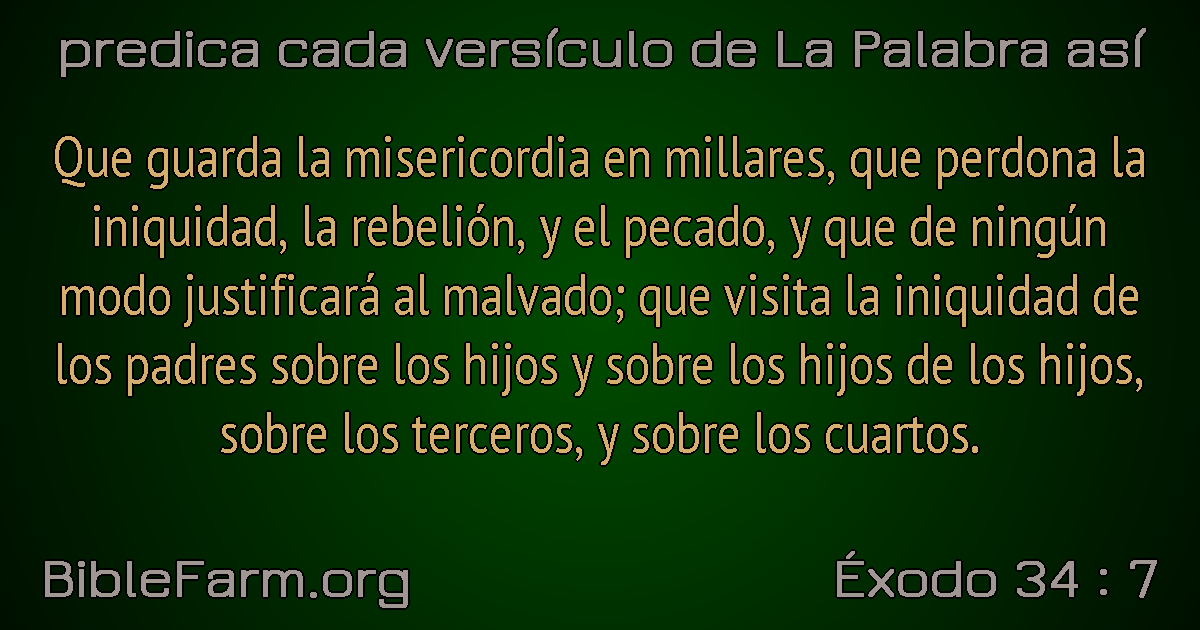 predica cada versículo de La Palabra así
Que guarda la misericordia en millares, que perdona la
iniquidad, la rebelión, y el pecado, y que de ningún
modo justificará al malvado; que visita la iniquidad de
los padres sobre los hijos y sobre los hijos de los hijos,
sobre los terceros, y sobre los cuartos.
BibleFarm.org
Éxodo 34 : 7